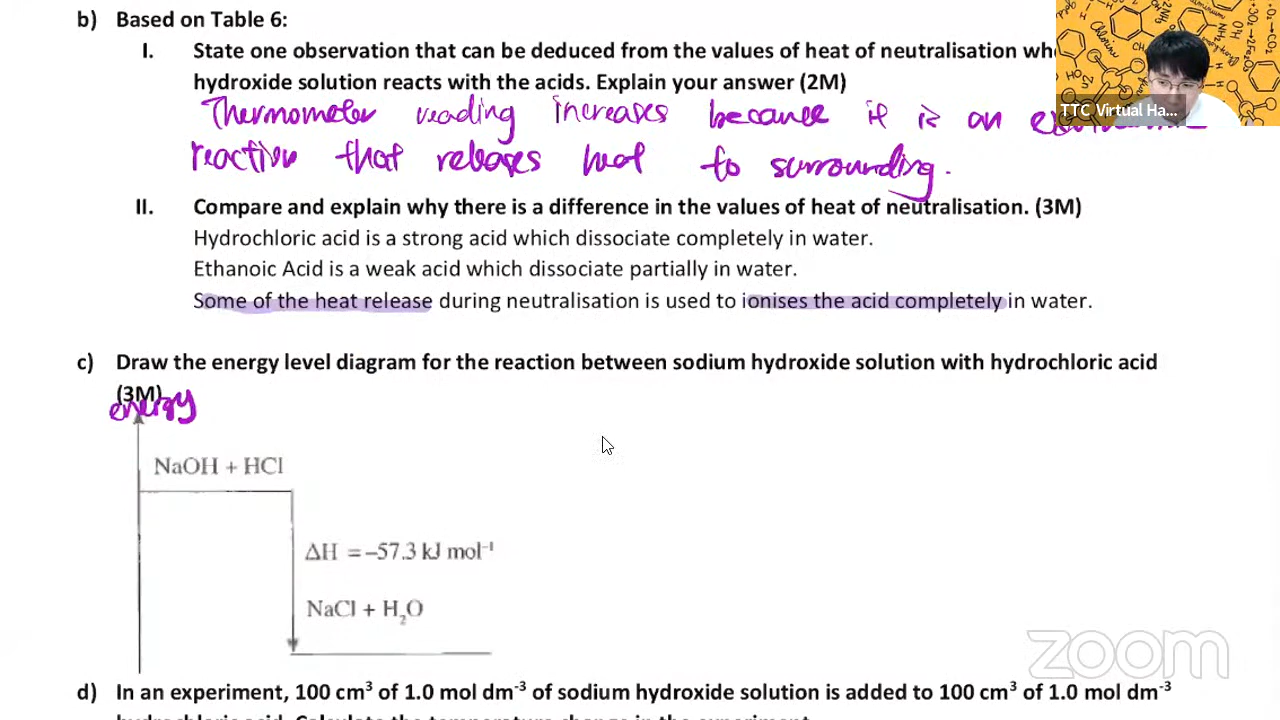 b) Based on Table 6:
I. State one observation that can be deduced from the values of heat of neutralisation
hydroxide solution reacts with the acids. Explain your answer (2M)
Thermometer reading increases because it is an
reaction that releases heat to surrounding.
II. Compare and explain why there is a difference in the values of heat of neutralisation. (3M)
Hydrochloric acid is a strong acid which dissociate completely in water.
Ethanoic Acid is a weak acid which dissociate partially in water.
Some of the heat release during neutralisation is used to ionises the acid completely in water.
c) Draw the energy level diagram for the reaction between sodium hydroxide solution with hydrochloric acid
(3M)
energy
NaOH + HCl
ΔH = –57.3 kJ mol⁻¹
NaCl + H₂O
d) In an experiment, 100 cm³ of 1.0 mol dm⁻³ of sodium hydroxide solution is added to 100 cm³ of 1.0 mol dm⁻³
TTC Virtual Ha...
zoom